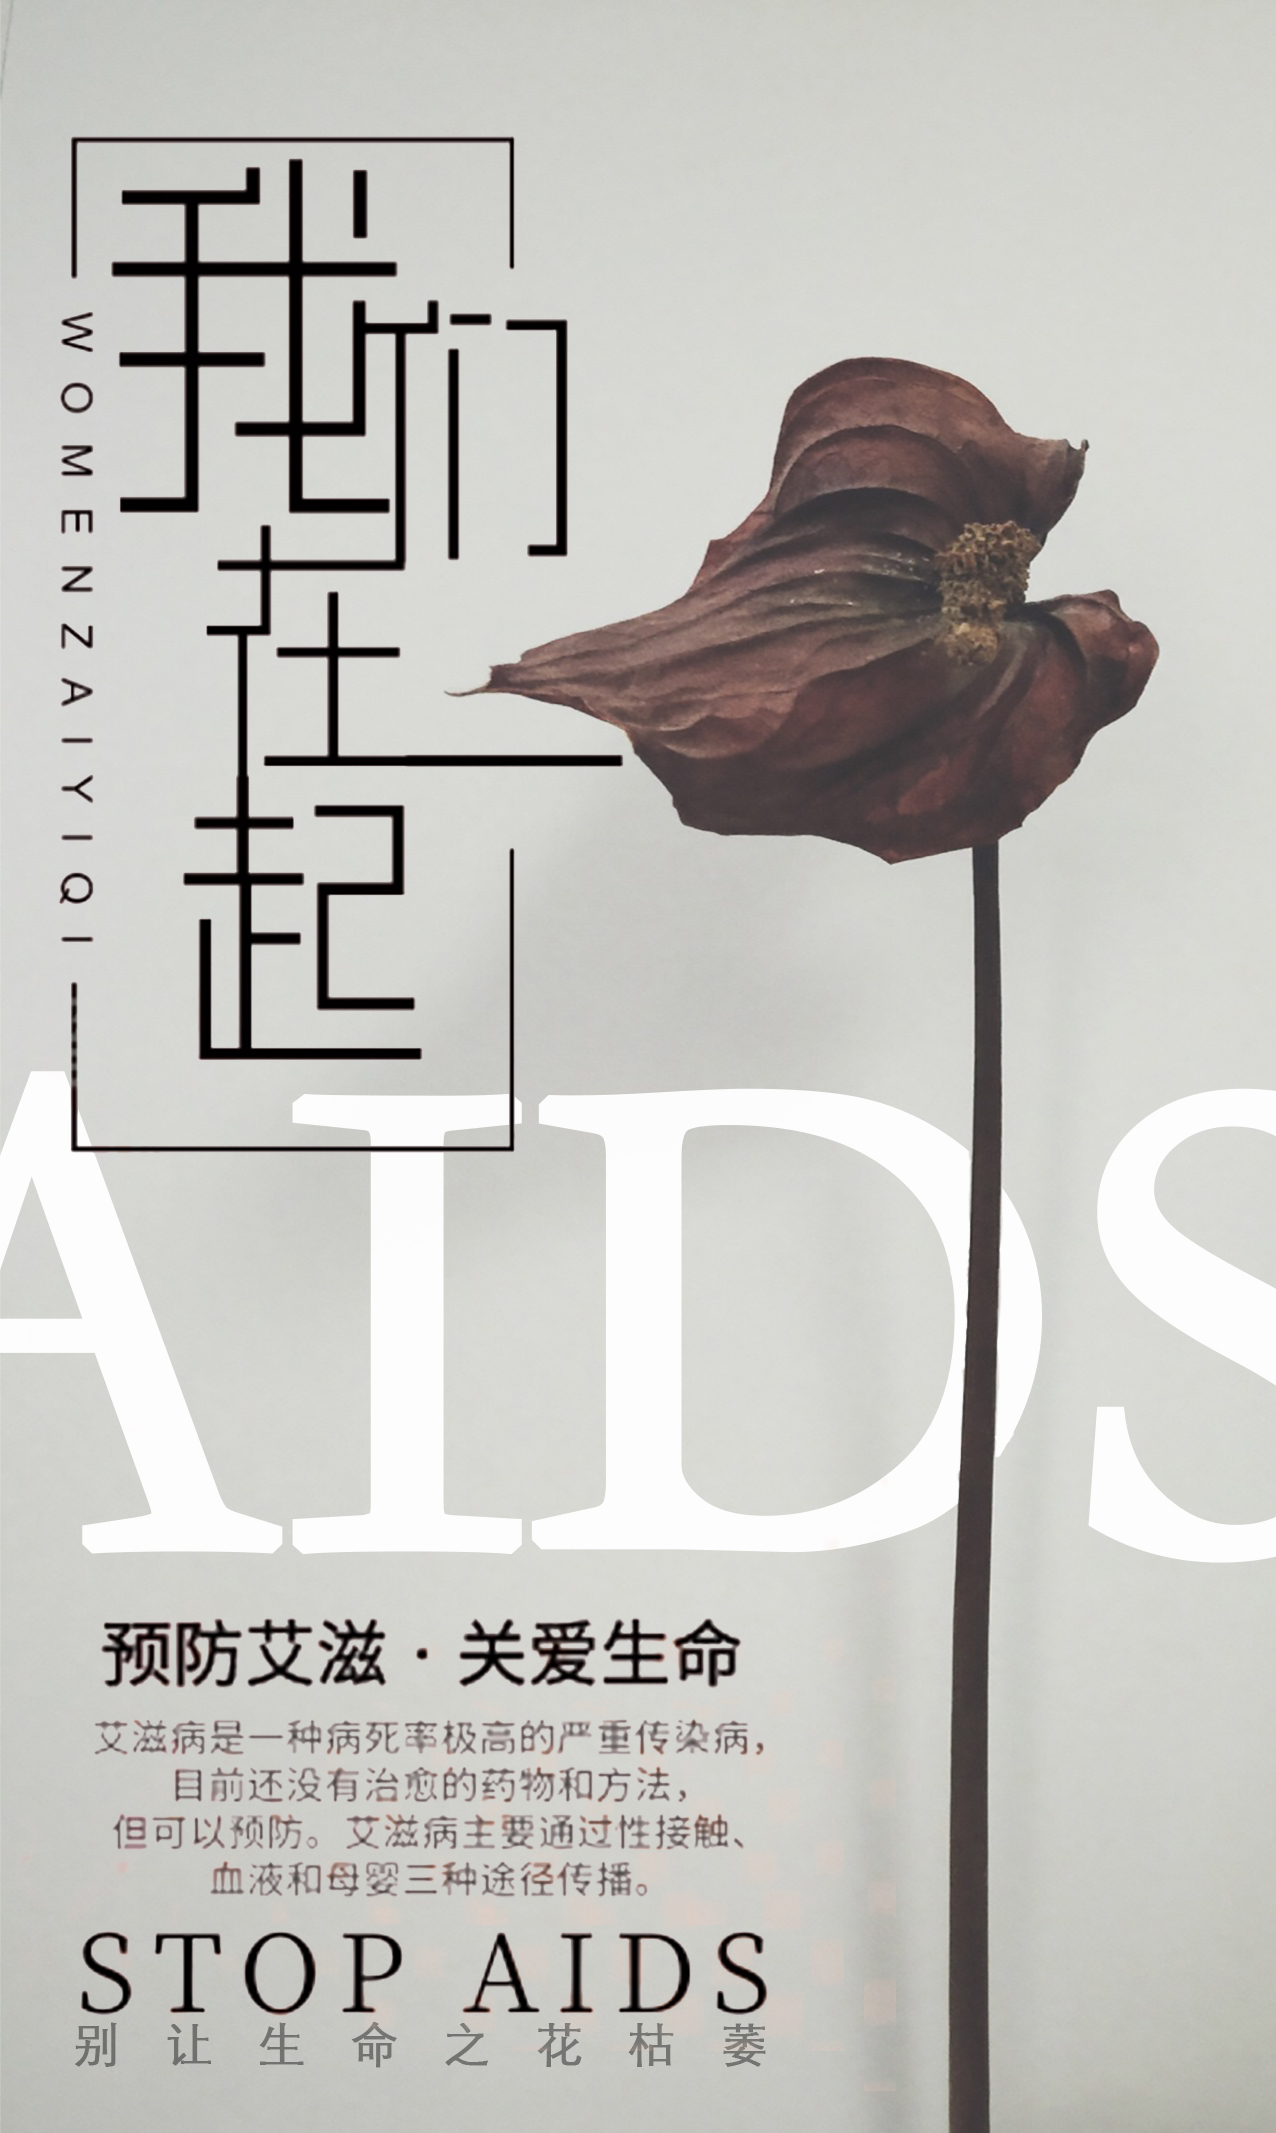 我们
在一起
WOMENZAIYIQI
AIDS
预防艾滋·关爱生命
艾滋病是一种病死率极高的严重传染病，
目前还没有治愈的药物和方法，
但可以预防。艾滋病主要通过性接触、
血液和母婴三种途径传播。
STOP AIDS
别让生命之花枯萎